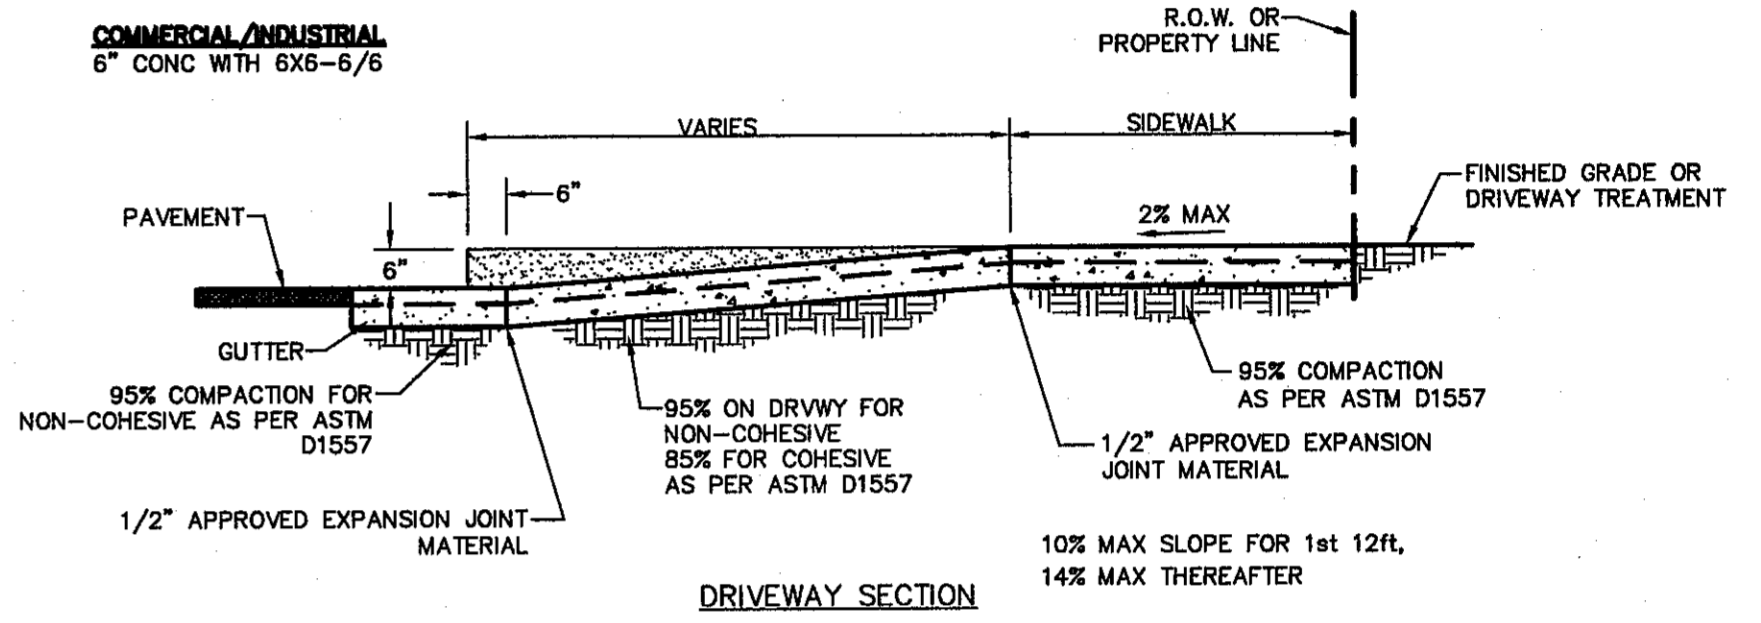 COMMERCIAL/INDUSTRIAL
6" CONC WITH 6X6-6/6
R.O.W. OR
PROPERTY LINE
VARIES
SIDEWALK
6"
PAVEMENT
2% MAX
FINISHED GRADE OR
DRIVEWAY TREATMENT
6"
GUTTER
95% COMPACTION FOR
NON-COHESIVE AS PER ASTM
D1557
95% ON DRVWY FOR
NON-COHESIVE
85% FOR COHESIVE
AS PER ASTM D1557
95% COMPACTION
AS PER ASTM D1557
1/2" APPROVED EXPANSION
JOINT MATERIAL
1/2" APPROVED EXPANSION JOINT
MATERIAL
10% MAX SLOPE FOR 1st 12ft,
14% MAX THEREAFTER
DRIVEWAY SECTION